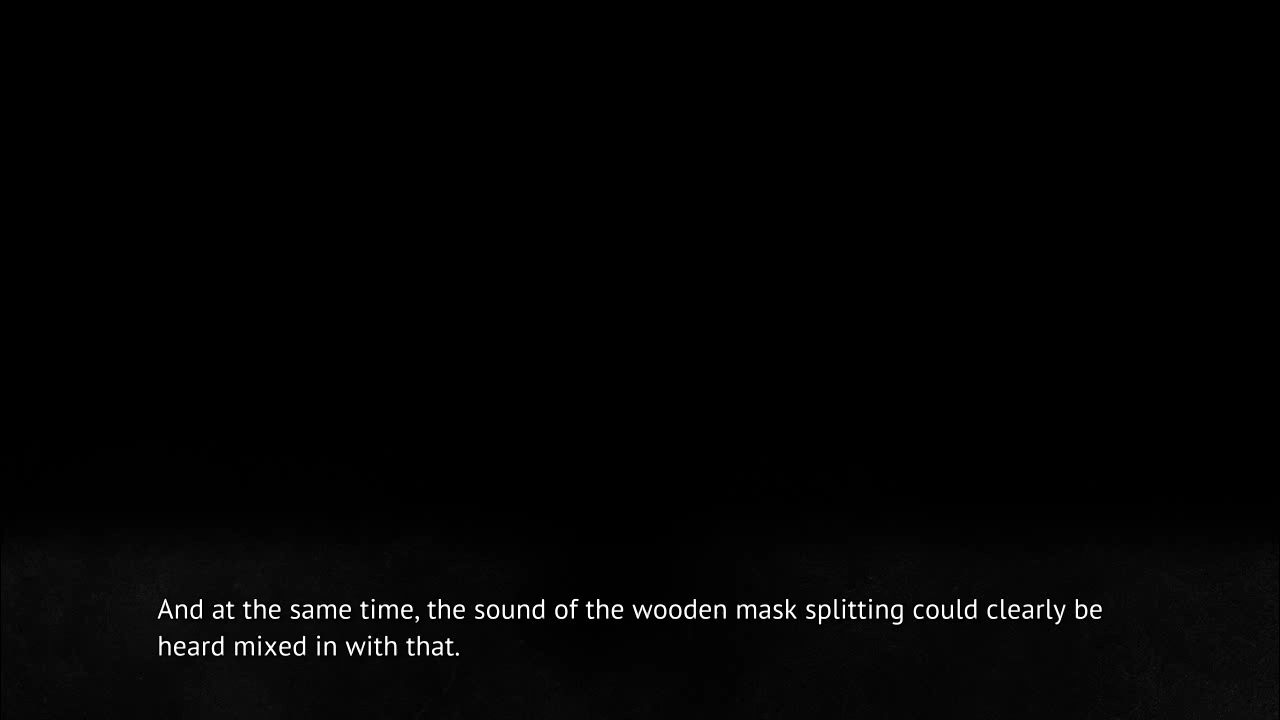 And at the same time, the sound of the wooden mask splitting could clearly be
heard mixed in with that.